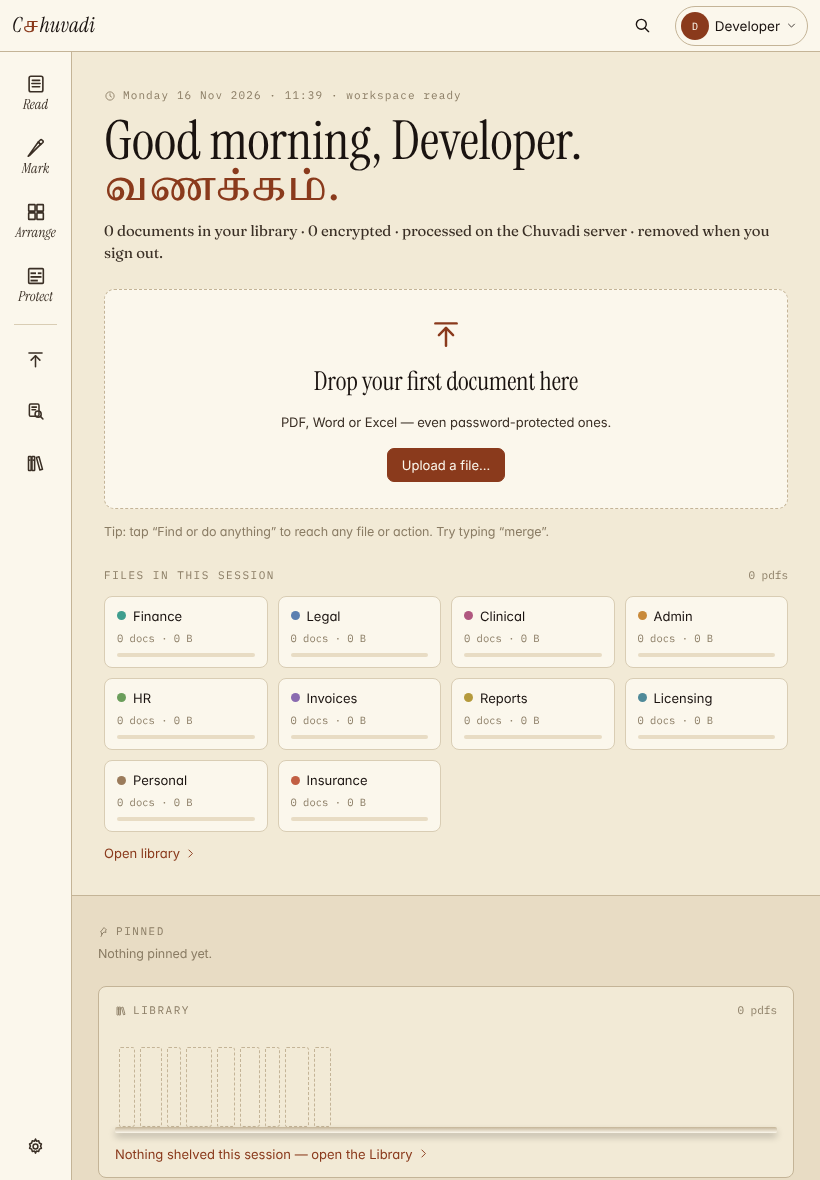 Cசhuvadi
D Developer
Read
Mark
Arrange
Protect
Monday 16 Nov 2026 · 11:39 · workspace ready
Good morning, Developer.
வணக்கம்.
0 documents in your library · 0 encrypted · processed on the Chuvadi server · removed when you
sign out.
Drop your first document here
PDF, Word or Excel — even password-protected ones.
Upload a file...
Tip: tap “Find or do anything” to reach any file or action. Try typing “merge”.
FILES IN THIS SESSION 0 pdfs
Finance
0 docs · 0 B
Legal
0 docs · 0 B
Clinical
0 docs · 0 B
Admin
0 docs · 0 B
HR
0 docs · 0 B
Invoices
0 docs · 0 B
Reports
0 docs · 0 B
Licensing
0 docs · 0 B
Personal
0 docs · 0 B
Insurance
0 docs · 0 B
Open library
PINNED
Nothing pinned yet.
LIBRARY 0 pdfs
Nothing shelved this session — open the Library